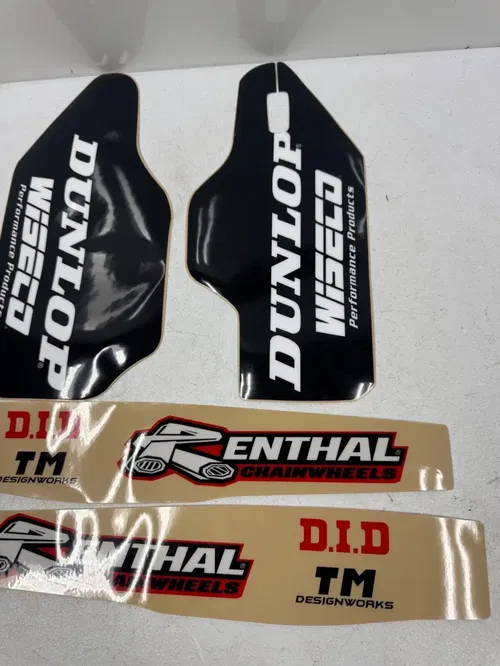 DUNLOP
WISECO
Performance Products
DUNLOP
WISECO
Performance Products
D.I.D
TM
DESIGNWORKS
RENTHAL
CHAINWHEELS
RENTHAL
CHAINWHEELS
D.I.D
TM
DESIGNWORKS